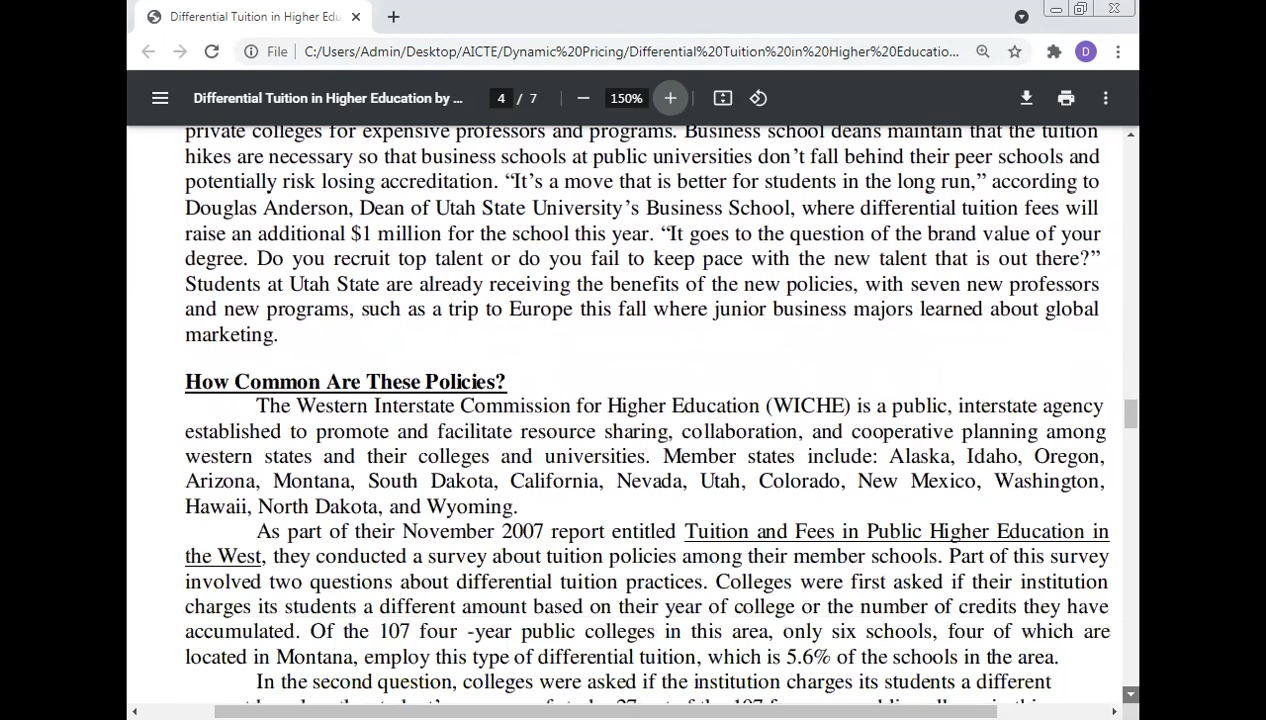 Differential Tuition in Higher Edu
File
C:/Users/Admin/Desktop/AICTE/Dynamic%20Pricing/Differential%20Tuition%20in%20Higher%20Educatio...
D
Differential Tuition in Higher Education by ...
4 / 7
150%
private colleges for expensive professors and programs. Business school deans maintain that the tuition
hikes are necessary so that business schools at public universities don’t fall behind their peer schools and
potentially risk losing accreditation. “It’s a move that is better for students in the long run,” according to
Douglas Anderson, Dean of Utah State University’s Business School, where differential tuition fees will
raise an additional $1 million for the school this year. “It goes to the question of the brand value of your
degree. Do you recruit top talent or do you fail to keep pace with the new talent that is out there?”
Students at Utah State are already receiving the benefits of the new policies, with seven new professors
and new programs, such as a trip to Europe this fall where junior business majors learned about global
marketing.
How Common Are These Policies?
The Western Interstate Commission for Higher Education (WICHE) is a public, interstate agency
established to promote and facilitate resource sharing, collaboration, and cooperative planning among
western states and their colleges and universities. Member states include: Alaska, Idaho, Oregon,
Arizona, Montana, South Dakota, California, Nevada, Utah, Colorado, New Mexico, Washington,
Hawaii, North Dakota, and Wyoming.
As part of their November 2007 report entitled Tuition and Fees in Public Higher Education in
the West, they conducted a survey about tuition policies among their member schools. Part of this survey
involved two questions about differential tuition practices. Colleges were first asked if their institution
charges its students a different amount based on their year of college or the number of credits they have
accumulated. Of the 107 four -year public colleges in this area, only six schools, four of which are
located in Montana, employ this type of differential tuition, which is 5.6% of the schools in the area.
In the second question, colleges were asked if the institution charges its students a different